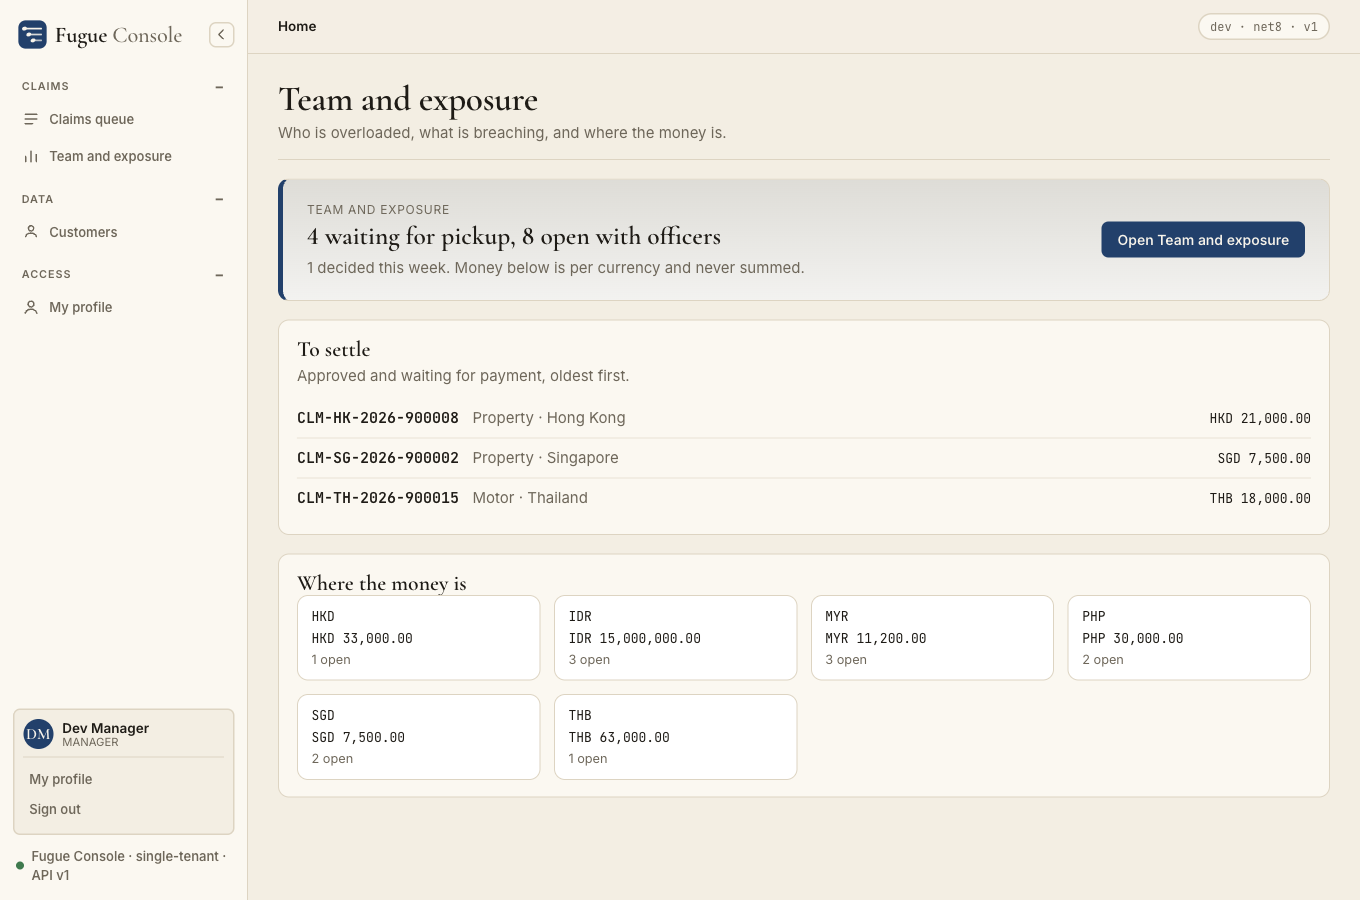 Fugue Console
CLAIMS
Claims queue
Team and exposure
DATA
Customers
ACCESS
My profile
DM
Dev Manager
MANAGER
My profile
Sign out
Fugue Console · single-tenant ·
API v1
Home
dev · net8 · v1
Team and exposure
Who is overloaded, what is breaching, and where the money is.
TEAM AND EXPOSURE
4 waiting for pickup, 8 open with officers
1 decided this week. Money below is per currency and never summed.
Open Team and exposure
To settle
Approved and waiting for payment, oldest first.
CLM-HK-2026-900008 Property · Hong Kong HKD 21,000.00
CLM-SG-2026-900002 Property · Singapore SGD 7,500.00
CLM-TH-2026-900015 Motor · Thailand THB 18,000.00
Where the money is
HKD
HKD 33,000.00
1 open
IDR
IDR 15,000,000.00
3 open
MYR
MYR 11,200.00
3 open
PHP
PHP 30,000.00
2 open
SGD
SGD 7,500.00
2 open
THB
THB 63,000.00
1 open